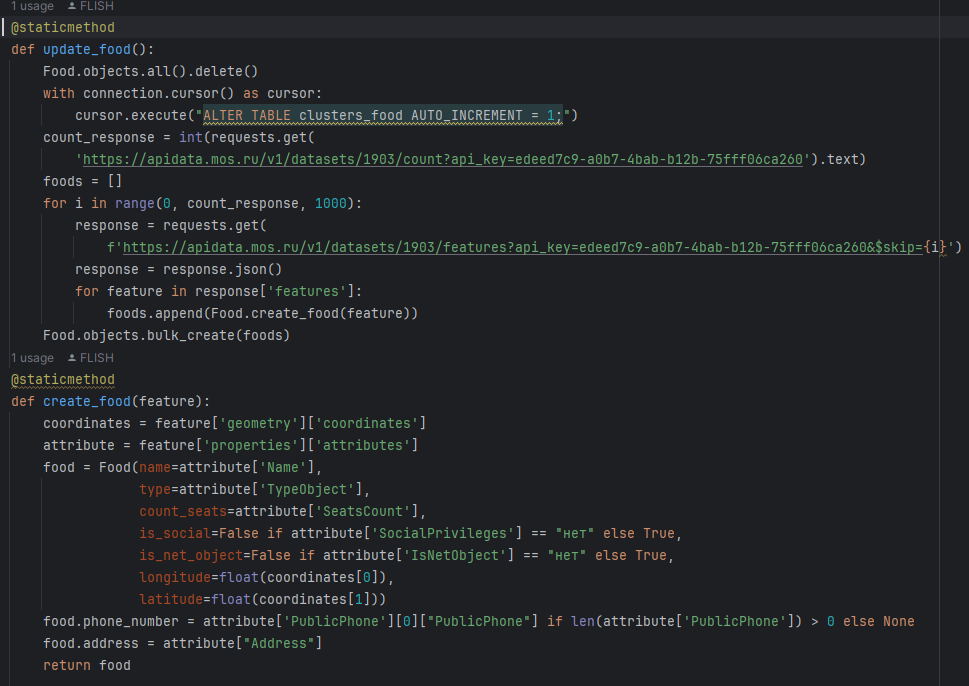 1 usage FLISH
@staticmethod
def update_food():
    Food.objects.all().delete()
    with connection.cursor() as cursor:
        cursor.execute("ALTER TABLE clusters_food AUTO_INCREMENT = 1;")
    count_response = int(requests.get(
        'https://apidata.mos.ru/v1/datasets/1903/count?api_key=edeed7c9-a0b7-4bab-b12b-75fff06ca260').text)
    foods = []
    for i in range(0, count_response, 1000):
        response = requests.get(
            f'https://apidata.mos.ru/v1/datasets/1903/features?api_key=edeed7c9-a0b7-4bab-b12b-75fff06ca260&$skip={i}')
        response = response.json()
        for feature in response['features']:
            foods.append(Food.create_food(feature))
    Food.objects.bulk_create(foods)
1 usage FLISH
@staticmethod
def create_food(feature):
    coordinates = feature['geometry']['coordinates']
    attribute = feature['properties']['attributes']
    food = Food(name=attribute['Name'],
                type=attribute['TypeObject'],
                count_seats=attribute['SeatsCount'],
                is_social=False if attribute['SocialPrivileges'] == "нет" else True,
                is_net_object=False if attribute['IsNetObject'] == "нет" else True,
                longitude=float(coordinates[0]),
                latitude=float(coordinates[1]))
    food.phone_number = attribute['PublicPhone'][0]["PublicPhone"] if len(attribute['PublicPhone']) > 0 else None
    food.address = attribute["Address"]
    return food